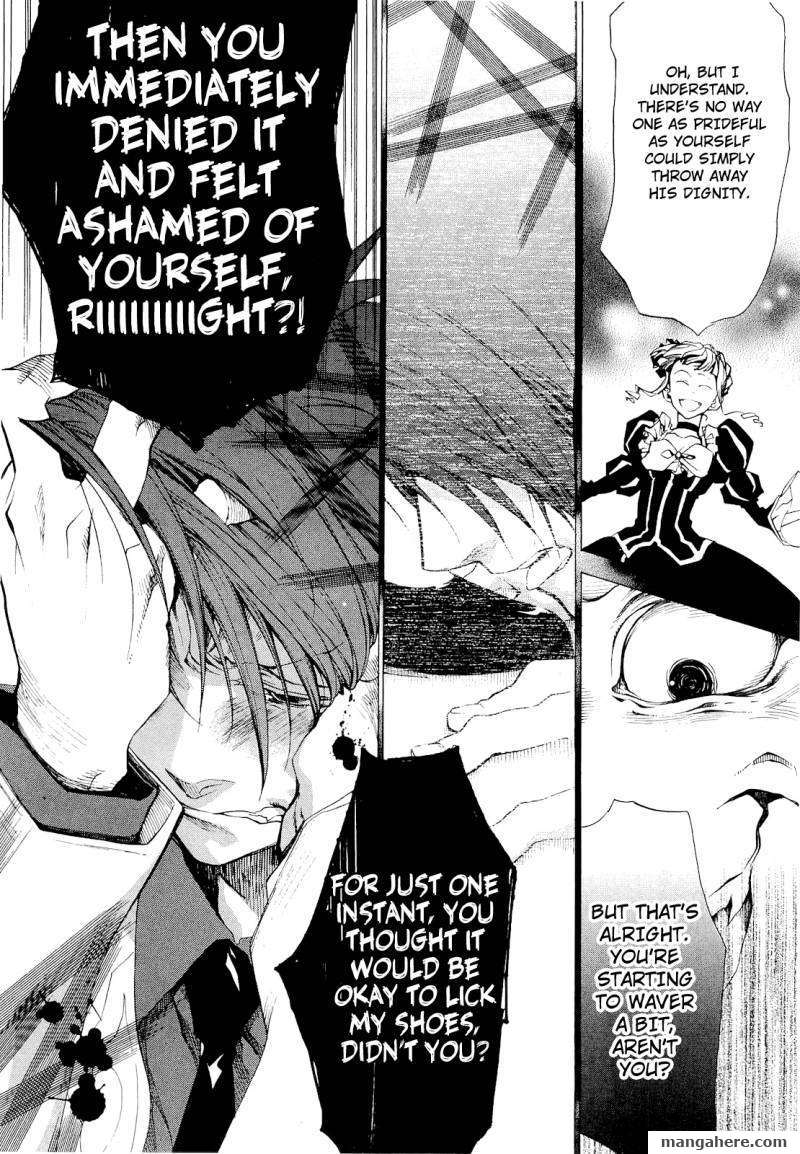 OH, BUT I
UNDERSTAND.
THERE'S NO WAY
ONE AS PRIDEFUL
AS YOURSELF
COULD SIMPLY
THROW AWAY
HIS DIGNITY.
BUT THAT'S
ALRIGHT.
YOU'RE
STARTING
TO WAVER
A BIT,
AREN'T
YOU?
FOR JUST ONE
INSTANT, YOU
THOUGHT IT
WOULD BE
OKAY TO LICK
MY SHOES,
DIDN'T YOU?
THEN YOU
IMMEDIATELY
DENIED IT
AND FELT
ASHAMED OF
YOURSELF,
RIIIIIIIIIGHT?!
mangahere.com